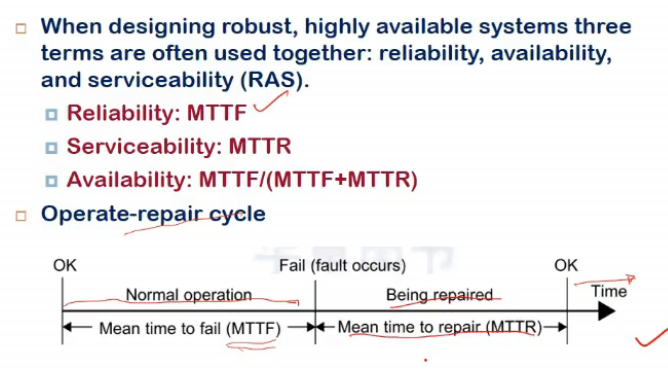 When designing robust, highly available systems three
terms are often used together: reliability, availability,
and serviceability (RAS).
Reliability: MTTF
Serviceability: MTTR
Availability: MTTF/(MTTF+MTTR)
Operate-repair cycle
OK Fail (fault occurs) OK
Normal operation Being repaired Time
Mean time to fail (MTTF) Mean time to repair (MTTR)